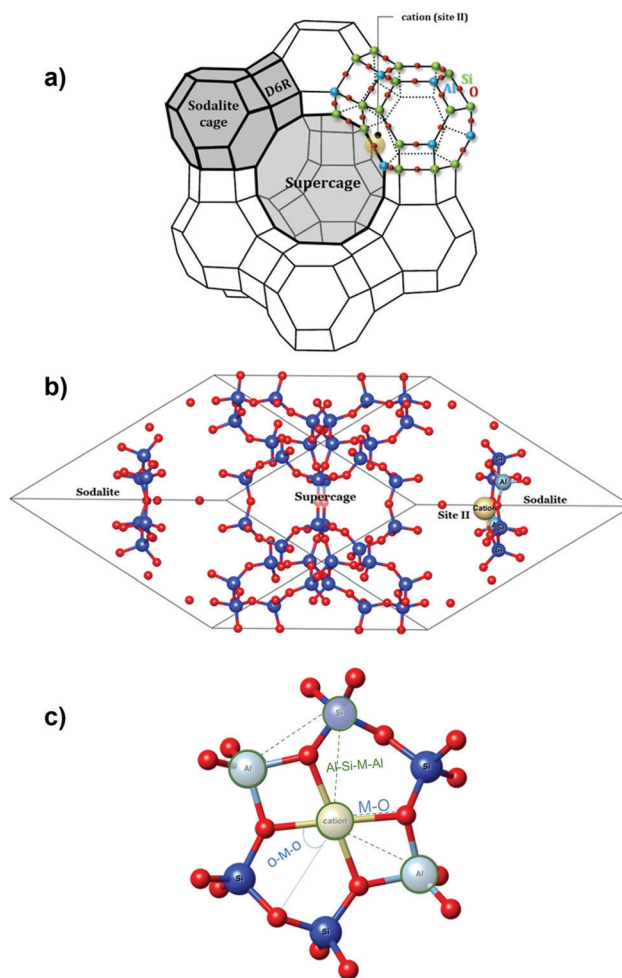 a)
cation (site II)
D6R
Sodalite
cage
Si
Al
O
Supercage
b)
Si
Al
Sodalite
Supercage
Cation
Sodalite
Site II
Si
c)
Si
Al
Al-Si-M-Al
Si
M-O
cation
O-M-O
Al
Si
Si